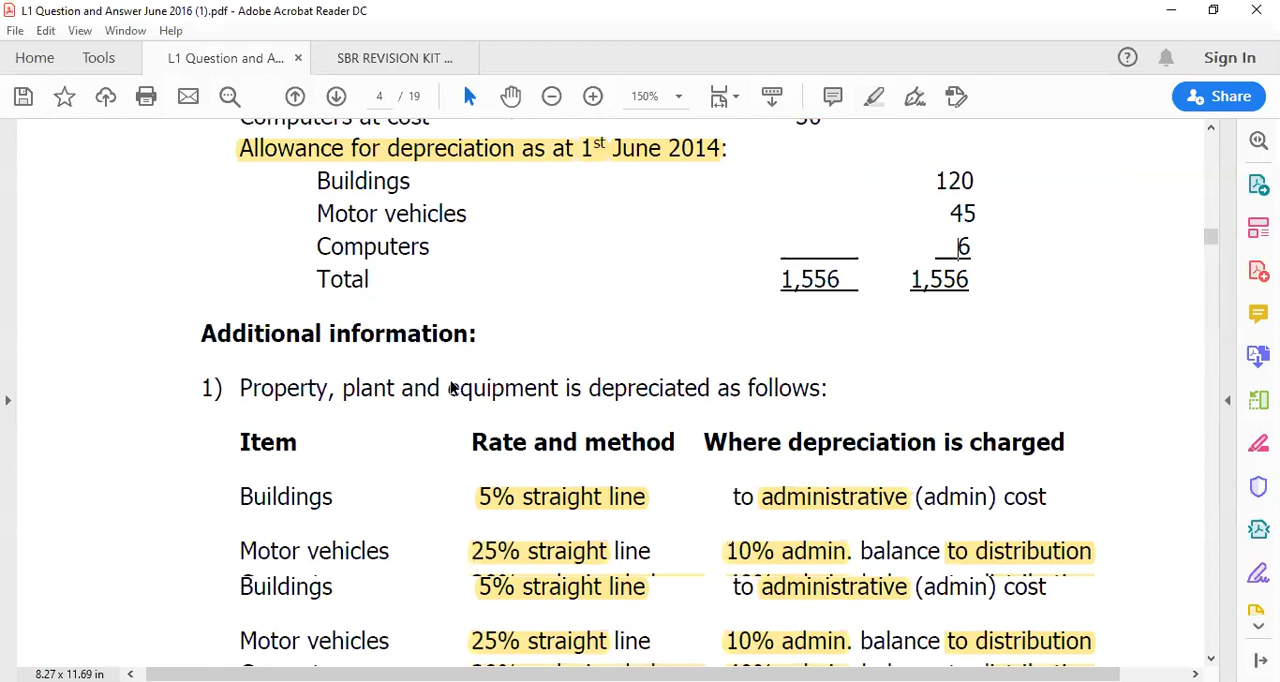 L1 Question and Answer June 2016 (1).pdf - Adobe Acrobat Reader DC
File Edit View Window Help
Home Tools L1 Question and A... × SBR REVISION KIT ... Sign In
4 / 19 150% Share
Computers at cost
Allowance for depreciation as at 1st June 2014:
Buildings 120
Motor vehicles 45
Computers 6
Total 1,556 1,556
Additional information:
1) Property, plant and equipment is depreciated as follows:
Item Rate and method Where depreciation is charged
Buildings 5% straight line to administrative (admin) cost
Motor vehicles 25% straight line 10% admin. balance to distribution
Buildings 5% straight line to administrative (admin) cost
Motor vehicles 25% straight line 10% admin. balance to distribution
8.27 x 11.69 in